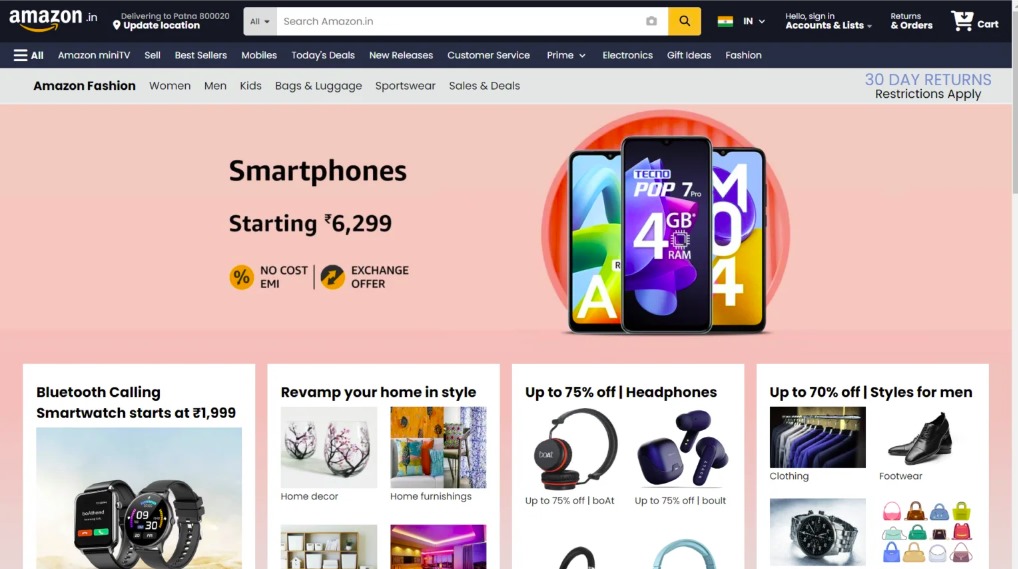 amazon.in
Delivering to Patna 800020
Update location
All
Search Amazon.in
IN
Hello, sign in
Accounts & Lists
Returns
& Orders
Cart
All Amazon miniTV Sell Best Sellers Mobiles Today's Deals New Releases Customer Service Prime Electronics Gift Ideas Fashion
Amazon Fashion Women Men Kids Bags & Luggage Sportswear Sales & Deals
30 DAY RETURNS
Restrictions Apply
Smartphones
Starting ₹6,299
%
NO COST
EMI
EXCHANGE
OFFER
TECNO
POP 7 Pro
4GB*
RAM
R
A
M
0
4
Bluetooth Calling
Smartwatch starts at ₹1,999
Revamp your home in style
Home decor
Home furnishings
Up to 75% off | Headphones
boAt
Up to 75% off | boAt
Up to 75% off | boult
Up to 70% off | Styles for men
Clothing
Footwear
09
30